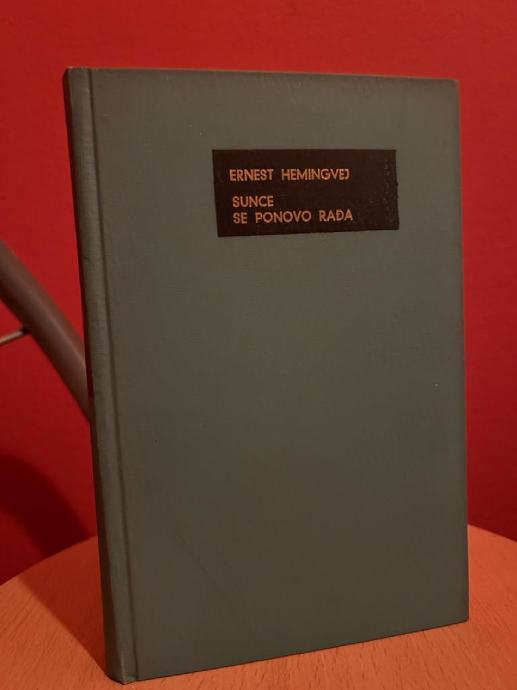 ERNEST HEMINGVEJ
SUNCE
SE PONOVO RAĐA